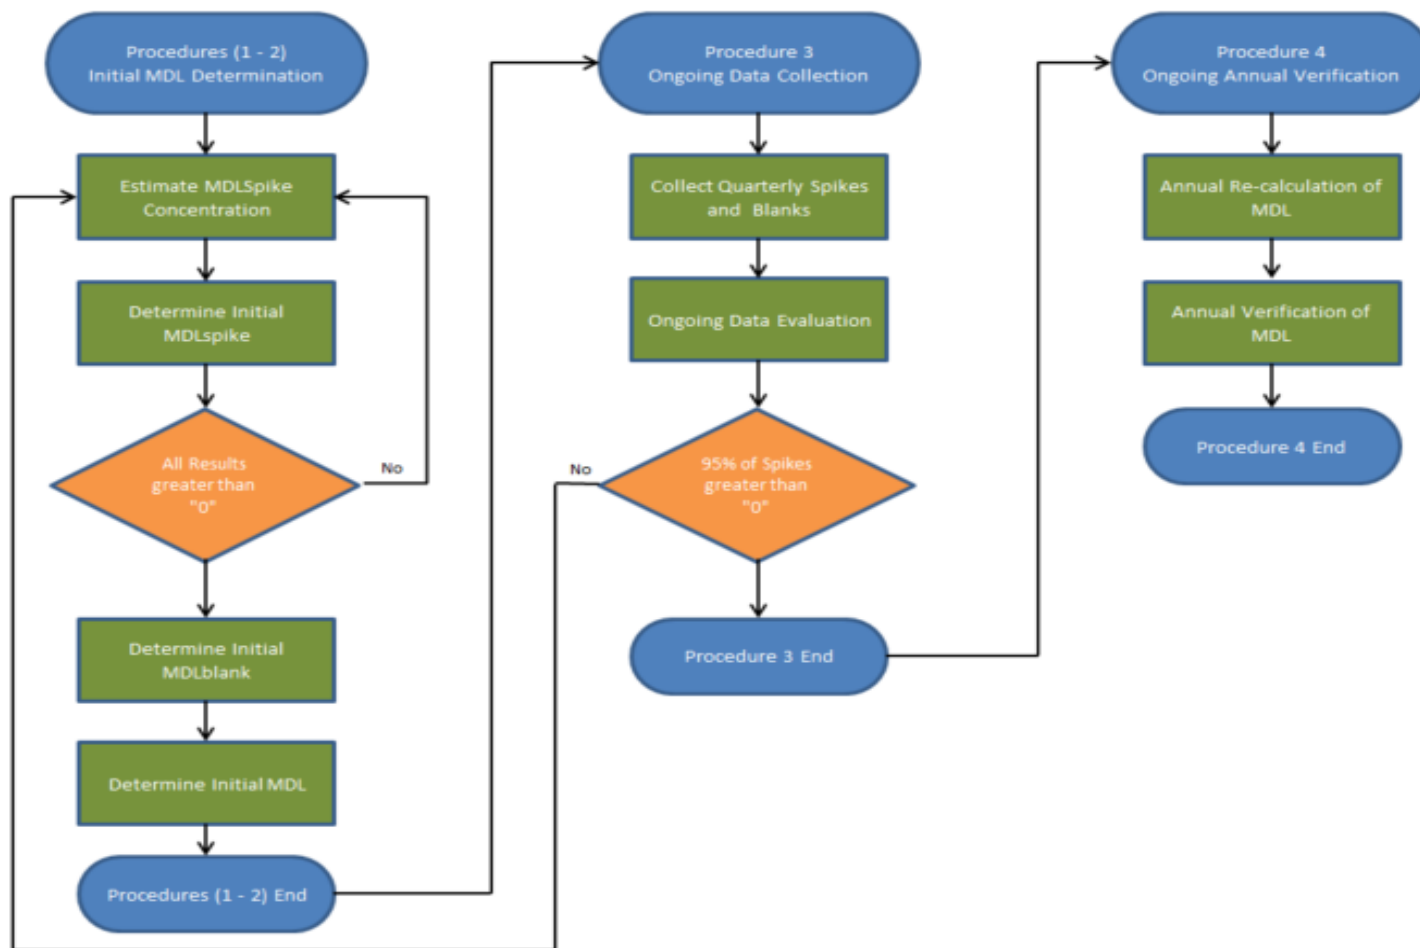 Procedures (1 - 2)
Initial MDL Determination
Estimate MDLSpike
Concentration
Determine Initial
MDLspike
All Results
greater than
"0"
No
Determine Initial
MDLblank
Determine Initial MDL
Procedures (1 - 2) End
Procedure 3
Ongoing Data Collection
Collect Quarterly Spikes
and Blanks
Ongoing Data Evaluation
No
95% of Spikes
greater than
"0"
Procedure 3 End
Procedure 4
Ongoing Annual Verification
Annual Re-calculation of
MDL
Annual Verification of
MDL
Procedure 4 End